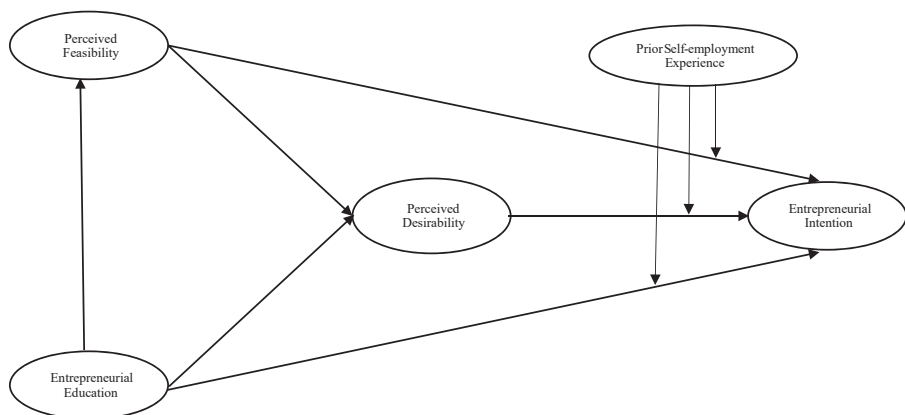 Perceived
Feasibility
PriorSelf-employment
Experience
Perceived
Desirability
Entrepreneurial
Intention
Entrepreneurial
Education